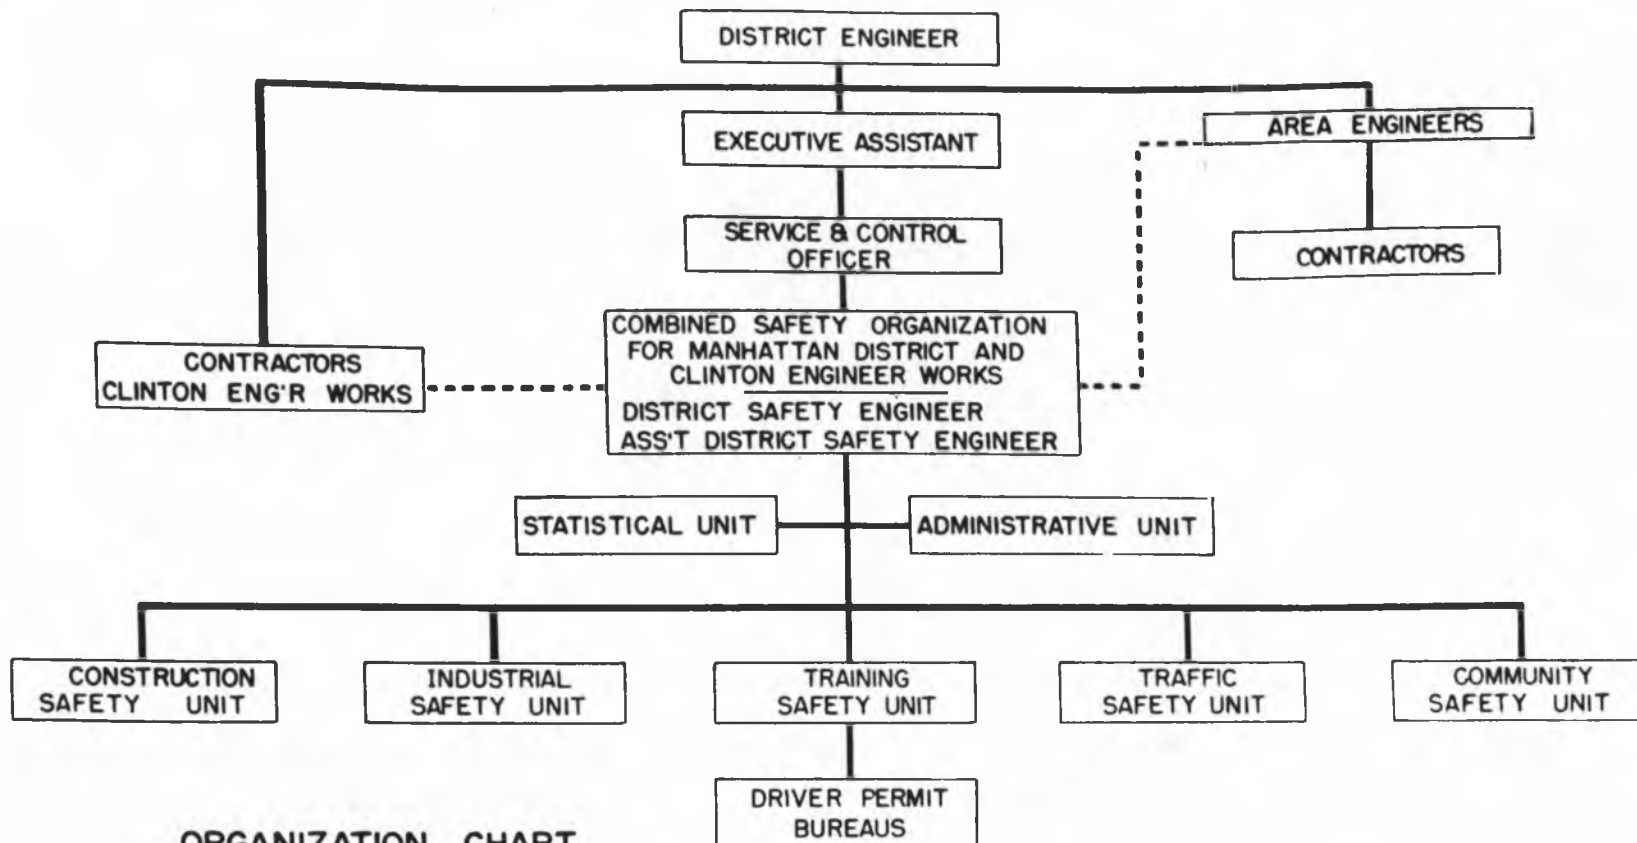 DISTRICT ENGINEER
EXECUTIVE ASSISTANT
AREA ENGINEERS
SERVICE & CONTROL
OFFICER
CONTRACTORS
COMBINED SAFETY ORGANIZATION
FOR MANHATTAN DISTRICT AND
CLINTON ENGINEER WORKS
DISTRICT SAFETY ENGINEER
ASS'T DISTRICT SAFETY ENGINEER
CONTRACTORS
CLINTON ENG'R WORKS
STATISTICAL UNIT
ADMINISTRATIVE UNIT
CONSTRUCTION
SAFETY UNIT
INDUSTRIAL
SAFETY UNIT
TRAINING
SAFETY UNIT
TRAFFIC
SAFETY UNIT
COMMUNITY
SAFETY UNIT
DRIVER PERMIT
BUREAUS
ORGANIZATION CHART